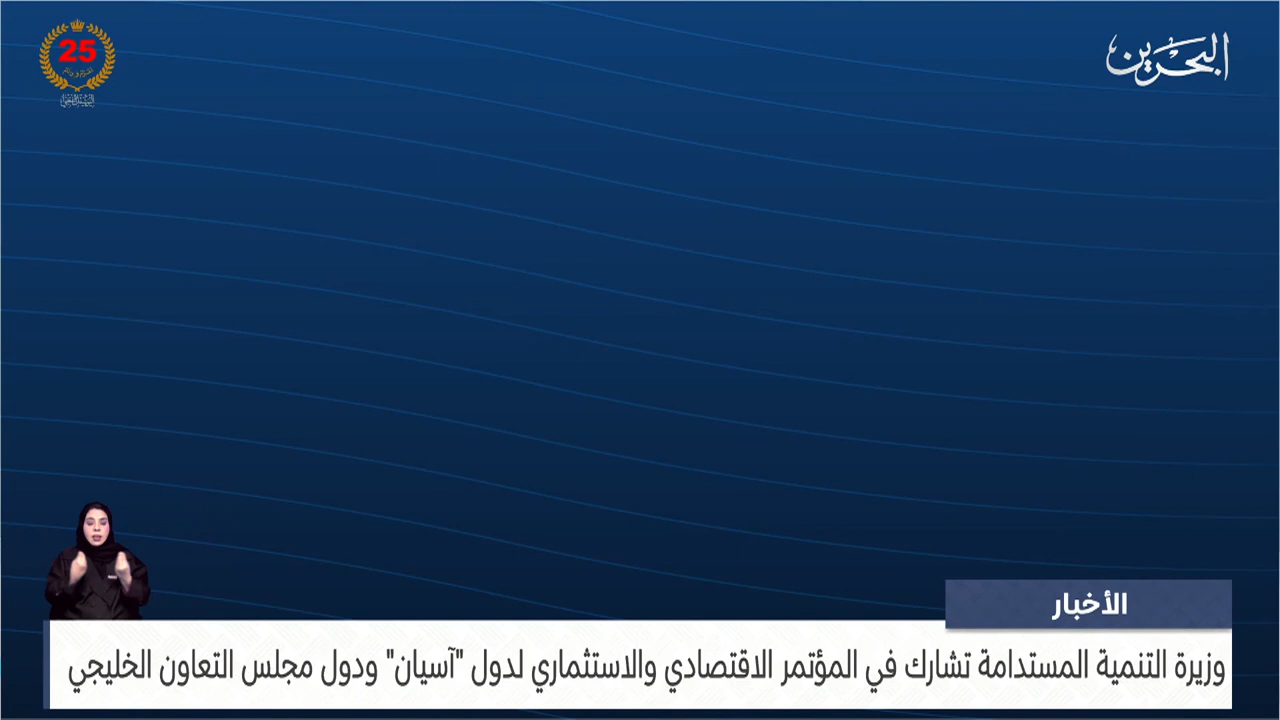 البحرين
25
الأخبار
وزيرة التنمية المستدامة تشارك في المؤتمر الاقتصادي والاستثماري لدول "آسيان" ودول مجلس التعاون الخليجي